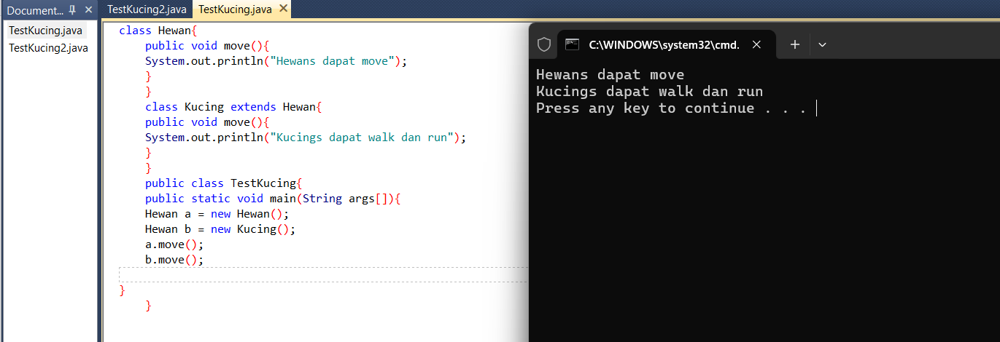 Document...
TestKucing.java
TestKucing2.java
TestKucing2.java TestKucing.java
class Hewan{
public void move(){
System.out.println("Hewans dapat move");
}
}
class Kucing extends Hewan{
public void move(){
System.out.println("Kucings dapat walk dan run");
}
}
public class TestKucing{
public static void main(String args[]){
Hewan a = new Hewan();
Hewan b = new Kucing();
a.move();
b.move();
}
}
C:\WINDOWS\system32\cmd.
Hewans dapat move
Kucings dapat walk dan run
Press any key to continue . . .